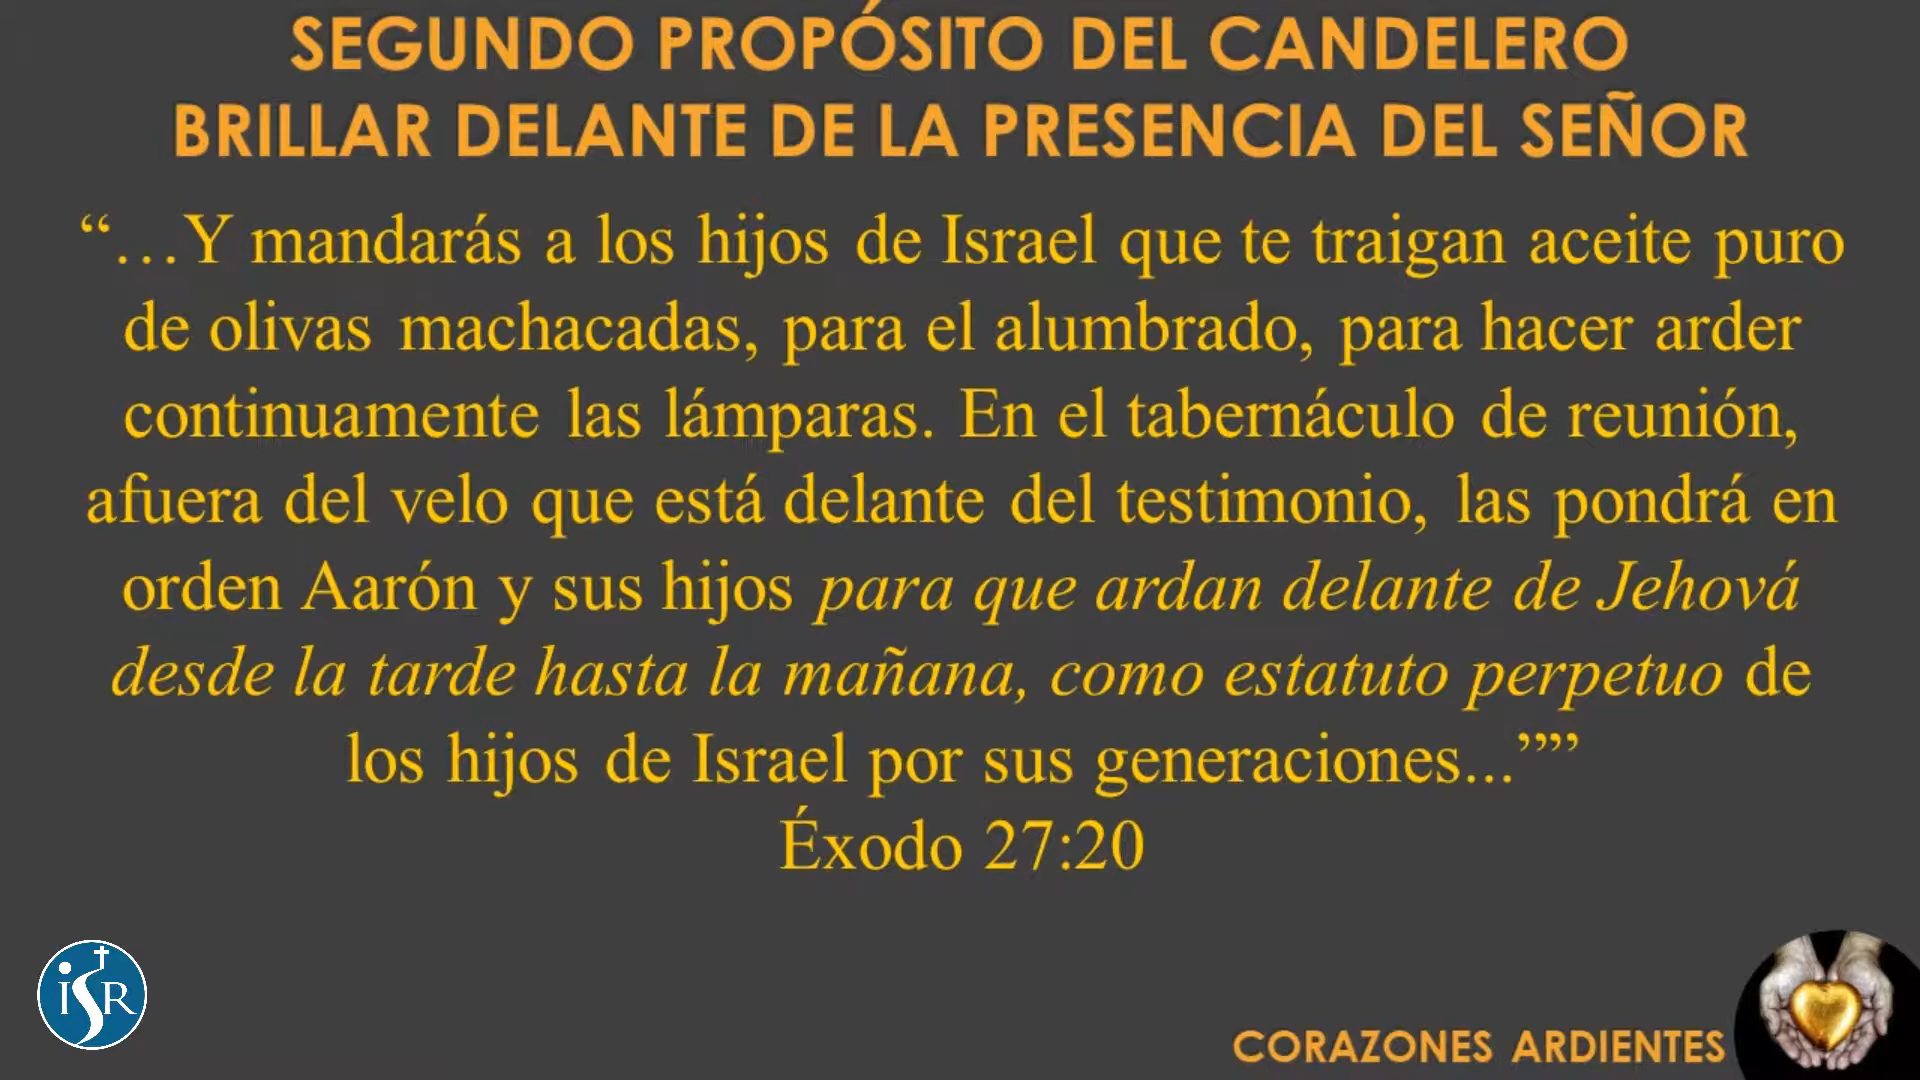 SEGUNDO PROPÓSITO DEL CANDELERO
BRILLAR DELANTE DE LA PRESENCIA DEL SEÑOR
“…Y mandarás a los hijos de Israel que te traigan aceite puro
de olivas machacadas, para el alumbrado, para hacer arder
continuamente las lámparas. En el tabernáculo de reunión,
afuera del velo que está delante del testimonio, las pondrá en
orden Aarón y sus hijos para que ardan delante de Jehová
desde la tarde hasta la mañana, como estatuto perpetuo de
los hijos de Israel por sus generaciones...’”’
Éxodo 27:20
iSR
CORAZONES ARDIENTES